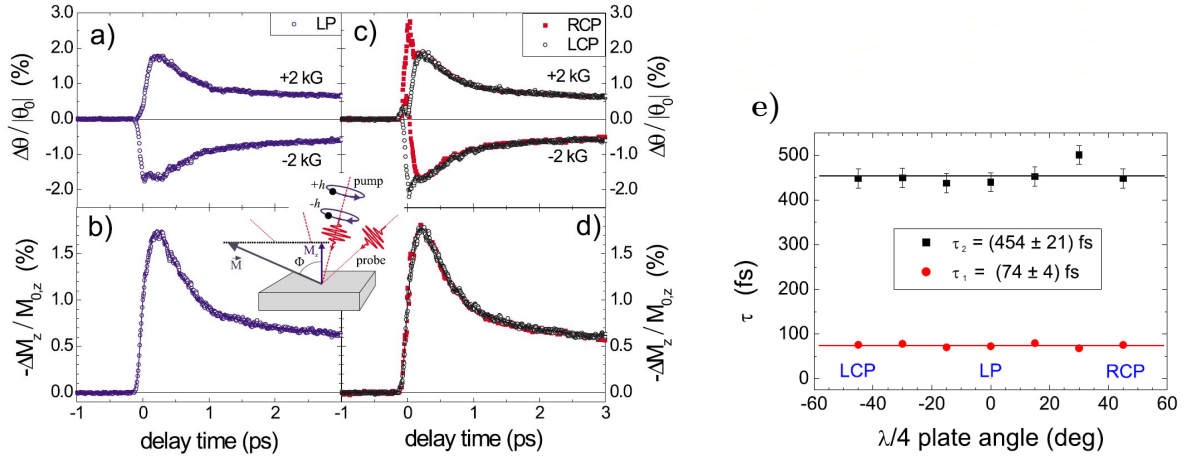 a)
LP
+2 kG
-2 kG
Δθ / |θ₀| (%)
3.0
2.0
1.0
0.0
-1.0
-2.0
c)
RCP
LCP
+2 kG
-2 kG
3.0
2.0
1.0
0.0
-1.0
-2.0
Δθ / |θ₀| (%)
b)
-ΔM_z / M_0,z (%)
1.5
1.0
0.5
0.0
pump
+h
-h
M_z
M
Φ
probe
d)
1.5
1.0
0.5
0.0
-ΔM_z / M_0,z (%)
-1 0 1 2 -1 0 1 2 3
delay time (ps) delay time (ps)
e)
τ (fs)
500
400
300
200
100
0
τ₂ = (454 ± 21) fs
τ₁ = (74 ± 4) fs
LCP LP RCP
-60 -40 -20 0 20 40 60
λ/4 plate angle (deg)